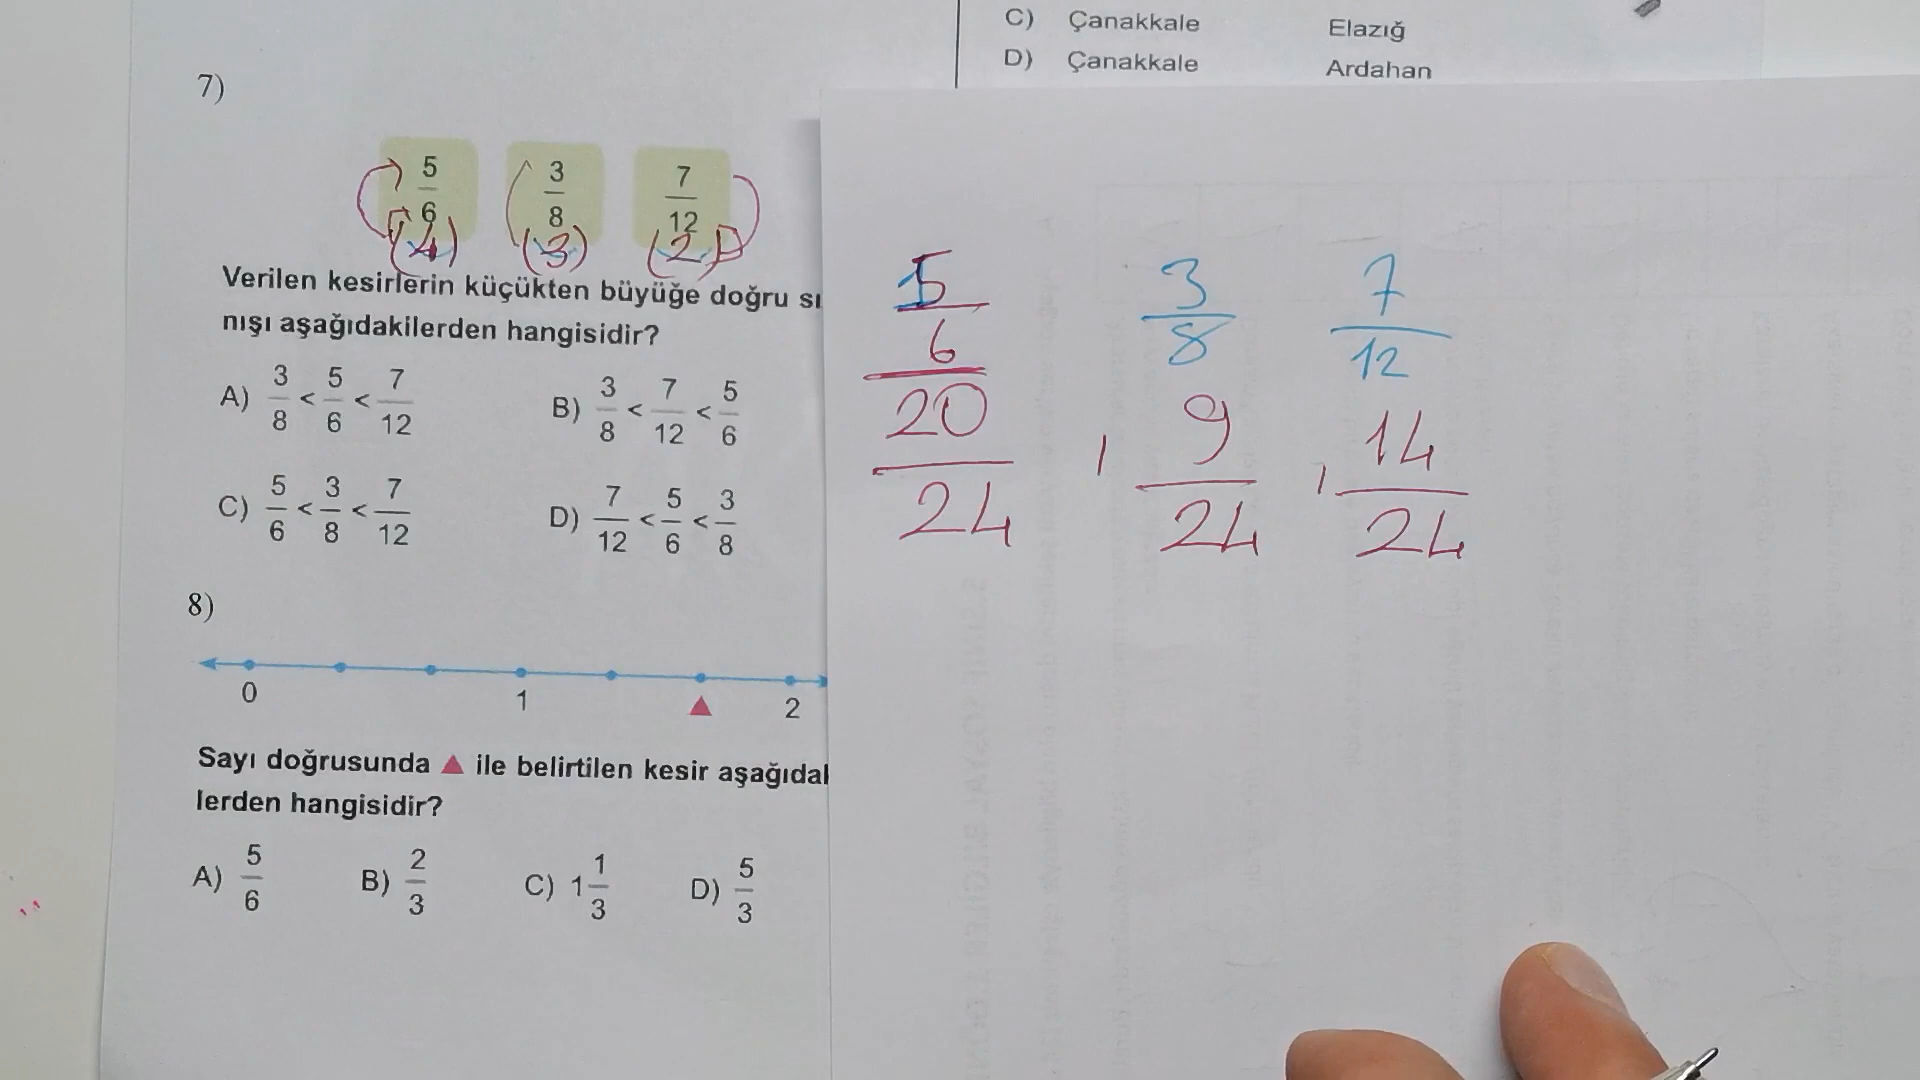 C) Çanakkale Elazığ
D) Çanakkale Ardahan
7)
5/6 3/8 7/12
(4) (3) (2)
Verilen kesirlerin küçükten büyüğe doğru sı
nışı aşağıdakilerden hangisidir?
A) 3/8 < 5/6 < 7/12 B) 3/8 < 7/12 < 5/6
C) 5/6 < 3/8 < 7/12 D) 7/12 < 5/6 < 3/8
8)
0 1 ▲ 2
Sayı doğrusunda ▲ ile belirtilen kesir aşağıdak
lerden hangisidir?
A) 5/6 B) 2/3 C) 1 1/3 D) 5/3
5/6 3/8 7/12
20/24 , 9/24 , 14/24